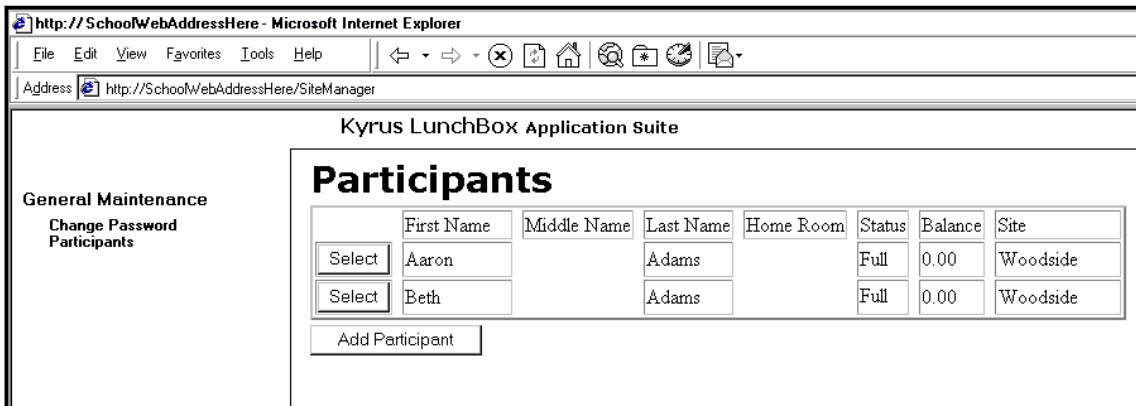 http://SchoolWebAddressHere - Microsoft Internet Explorer
File Edit View Favorites Tools Help
Address http://SchoolWebAddressHere/SiteManager
Kyrus LunchBox Application Suite
General Maintenance
Change Password
Participants
Participants
First Name Middle Name Last Name Home Room Status Balance Site
Select Aaron Adams Full 0.00 Woodside
Select Beth Adams Full 0.00 Woodside
Add Participant